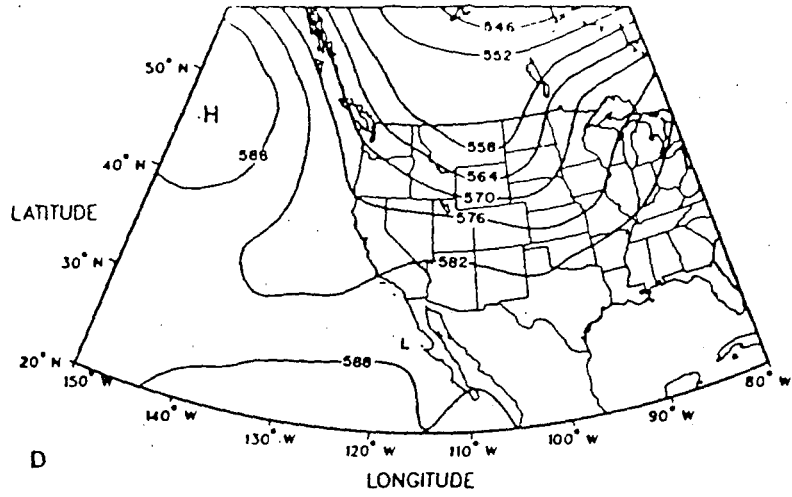 546
552
50° N
H
588
558
40° N
564
570
LATITUDE
576
30° N
582
L
20° N
588
150° W
80° W
140° W
90° W
130° W
120° W
110° W
100° W
D
LONGITUDE